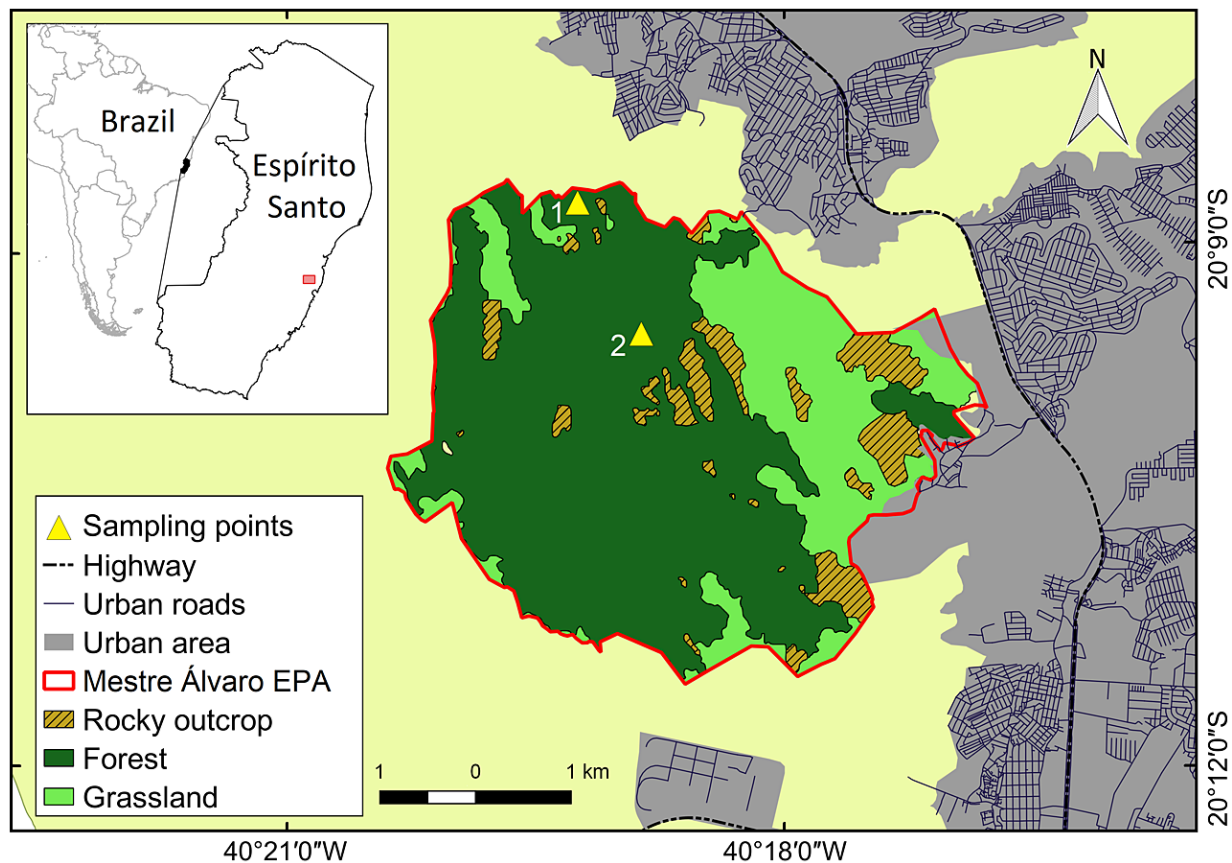 Brazil
Espírito
Santo
N
1
2
20°9′0″S
20°12′0″S
Sampling points
Highway
Urban roads
Urban area
Mestre Álvaro EPA
Rocky outcrop
Forest
Grassland
1 0 1 km
40°21′0″W 40°18′0″W